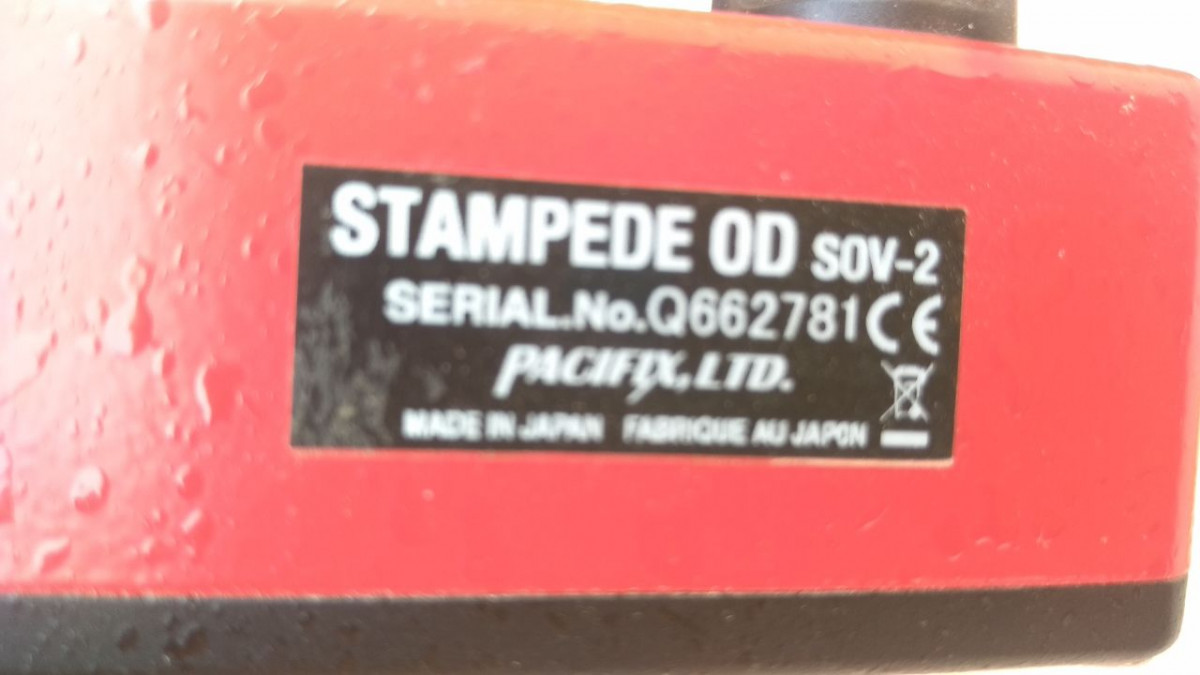 STAMPEDE OD SOV-2
SERIAL.No.Q662781 CE
PACIFIX, LTD.
MADE IN JAPAN FABRIQUE AU JAPON